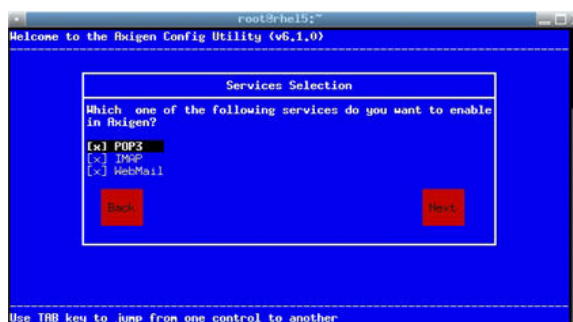 root@rhel5:~
Welcome to the Axigen Config Utility (v6.1.0)
Services Selection
Which one of the following services do you want to enable
in Axigen?
[x] POP3
[x] IMAP
[x] WebMail
Back
Next
Use TAB key to jump from one control to another